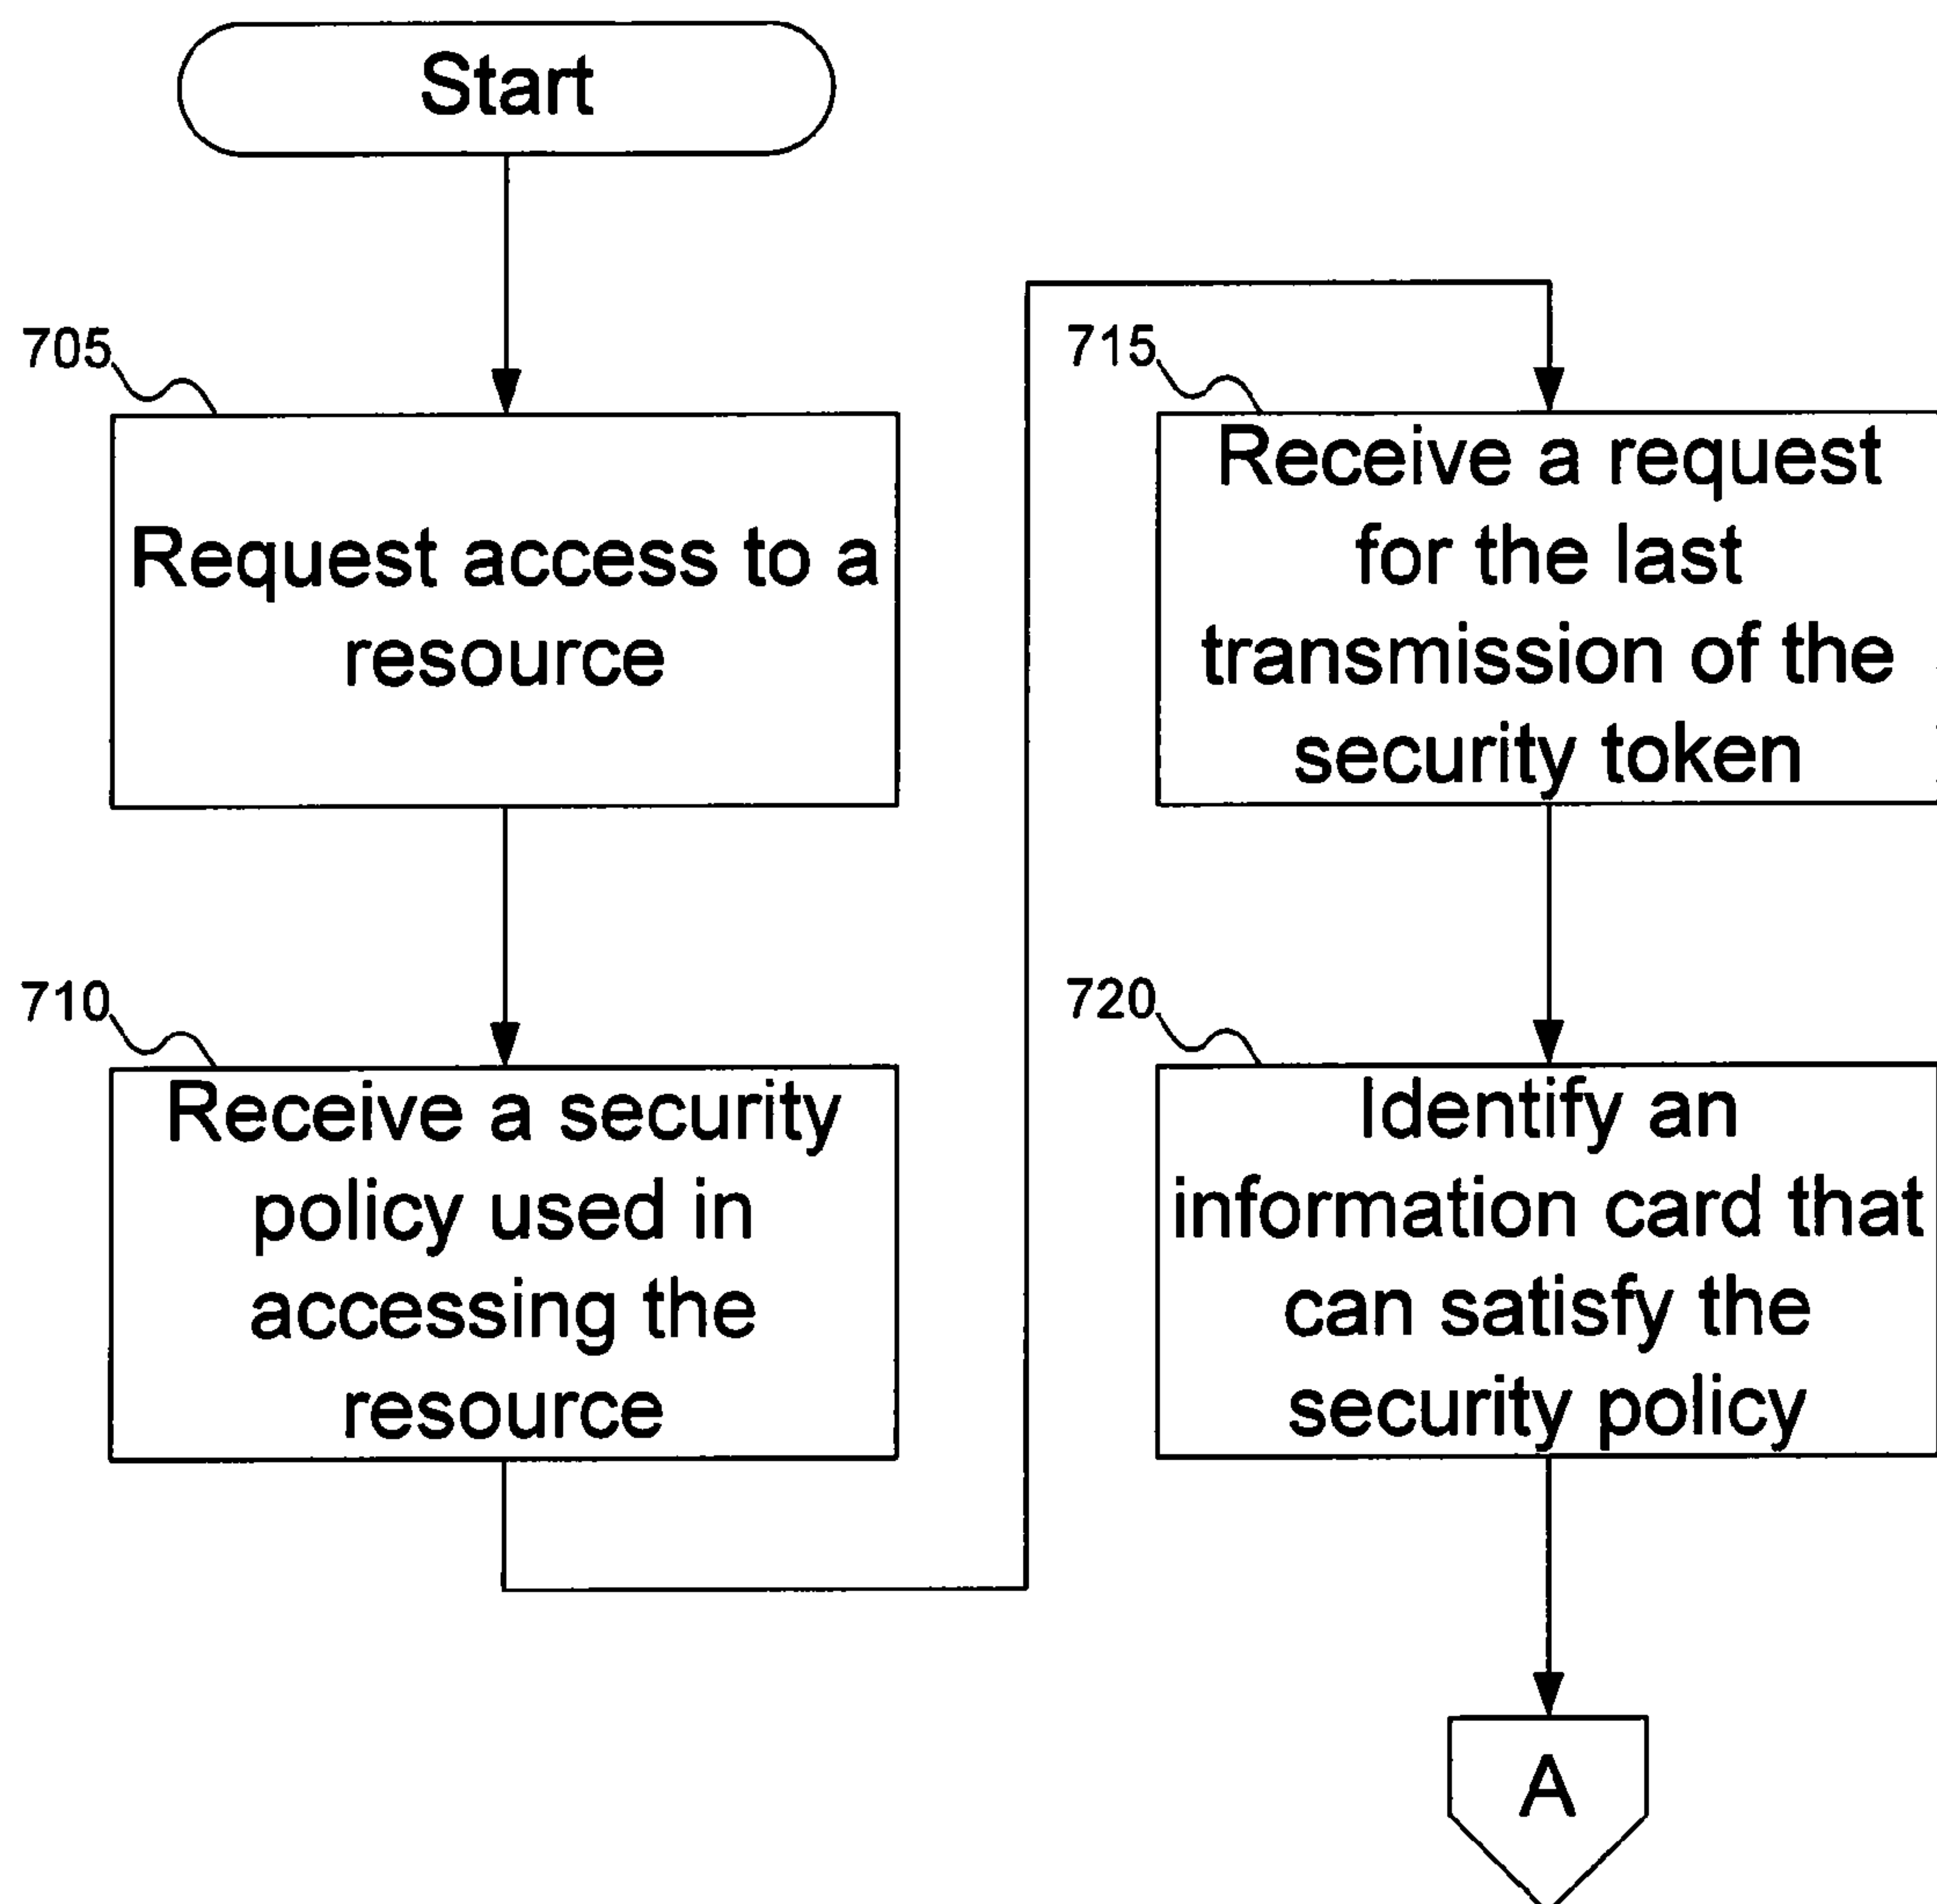 Start
705
Request access to a
resource
710
Receive a security
policy used in
accessing the
resource
715
Receive a request
for the last
transmission of the
security token
720
Identify an
information card that
can satisfy the
security policy
A